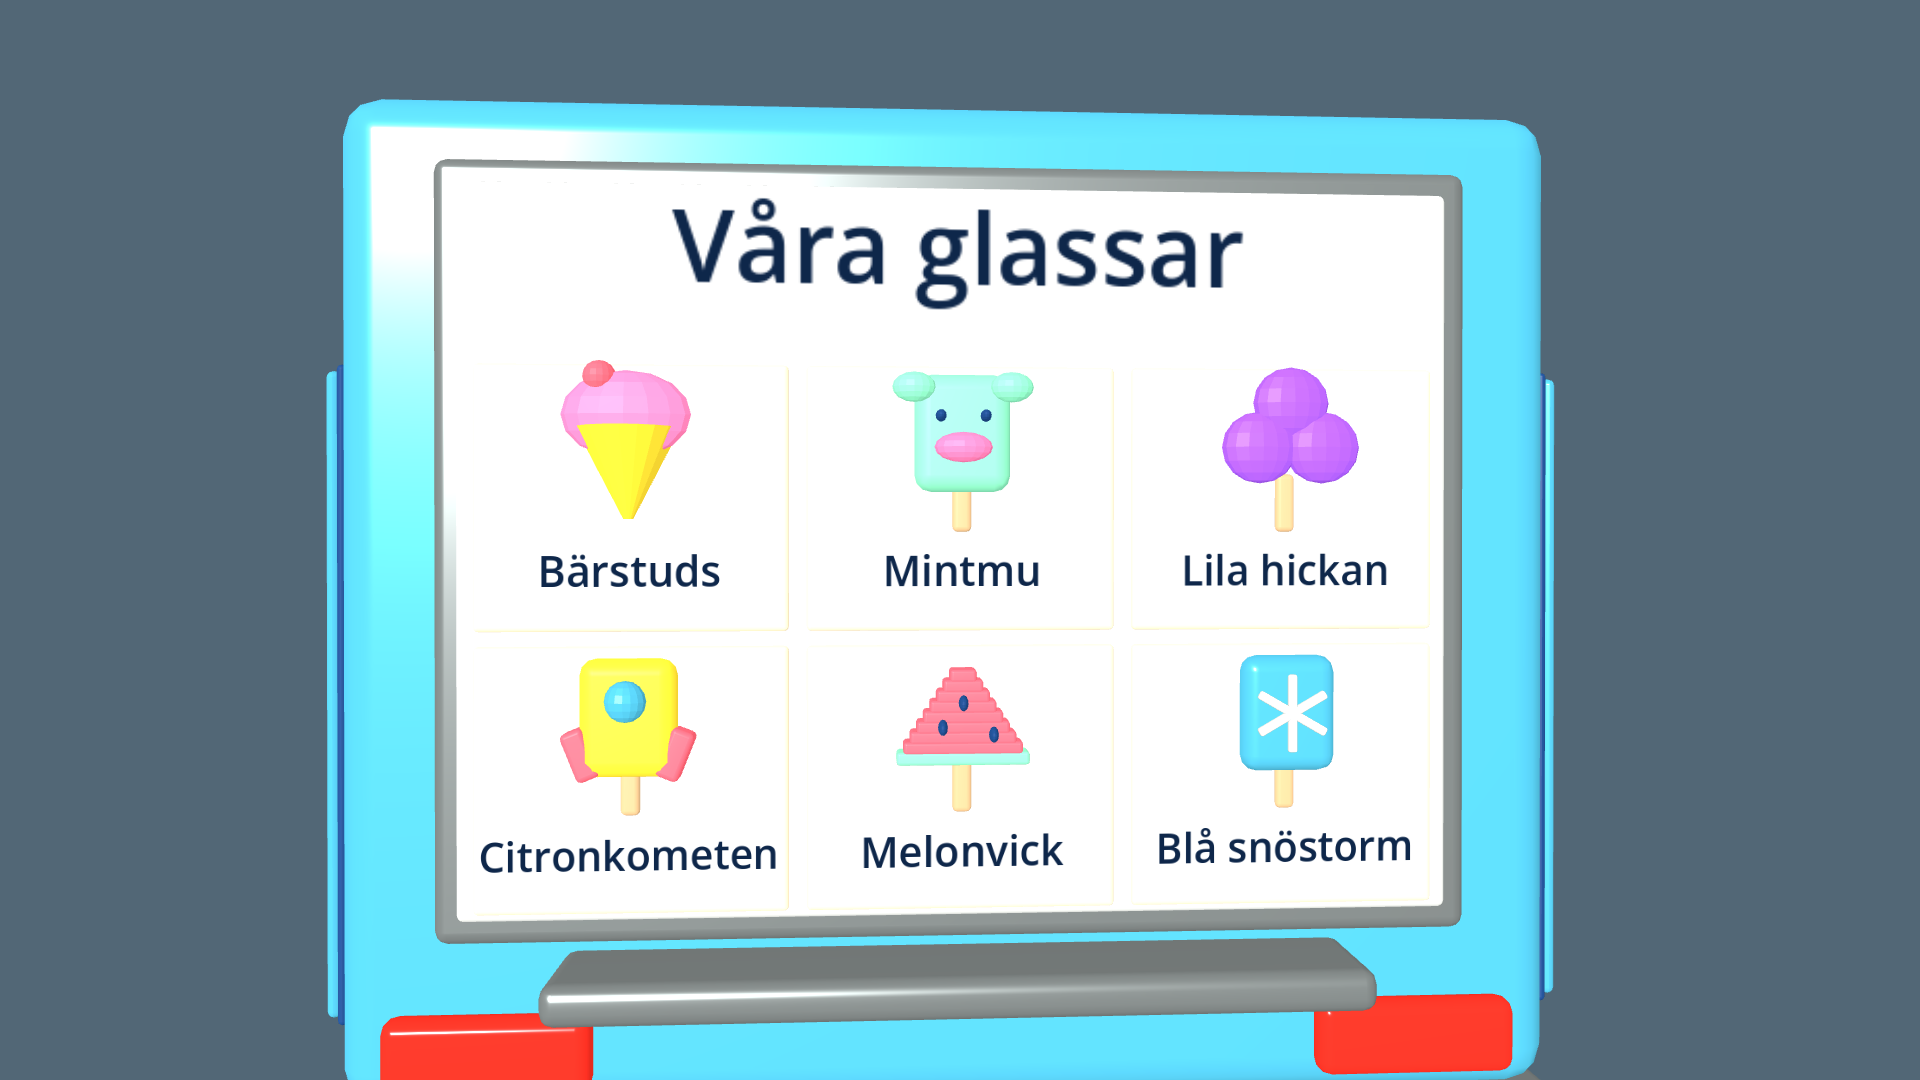 Våra glassar
Bärstuds
Mintmu
Lila hickan
Citronkometen
Melonvick
Blå snöstorm